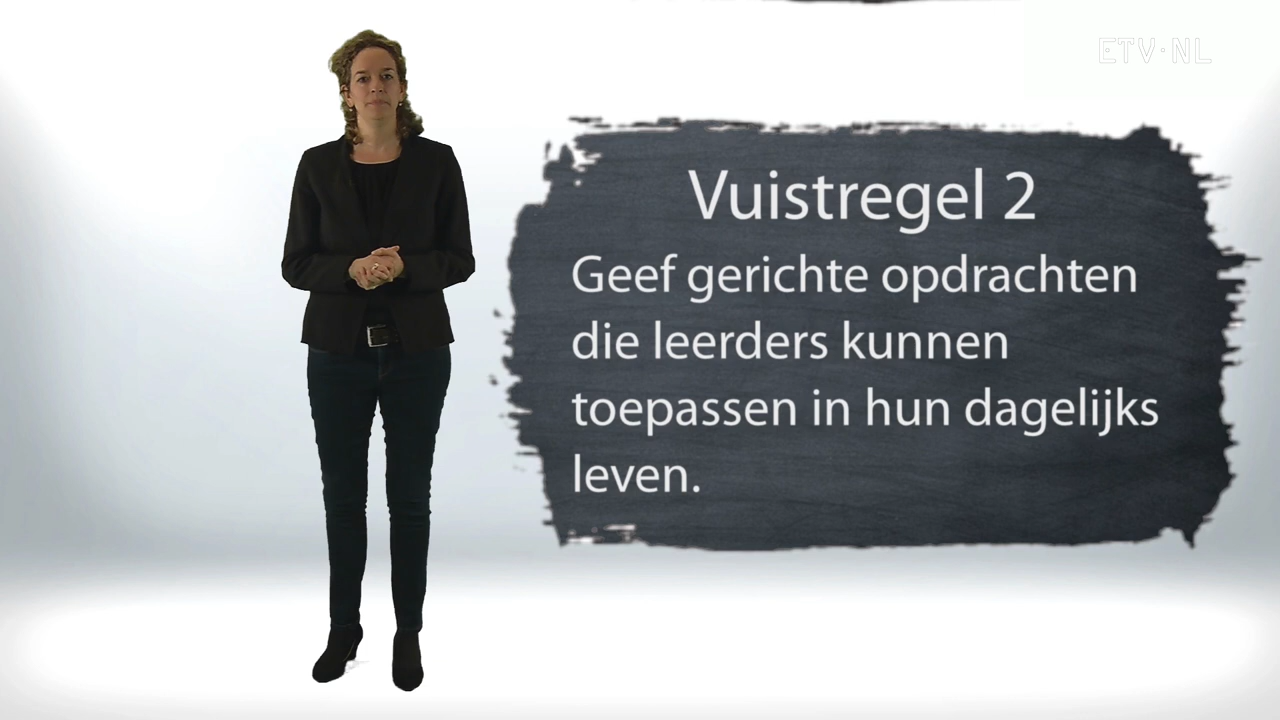 ETV·NL
Vuistregel 2
Geef gerichte opdrachten
die leerders kunnen
toepassen in hun dagelijks
leven.